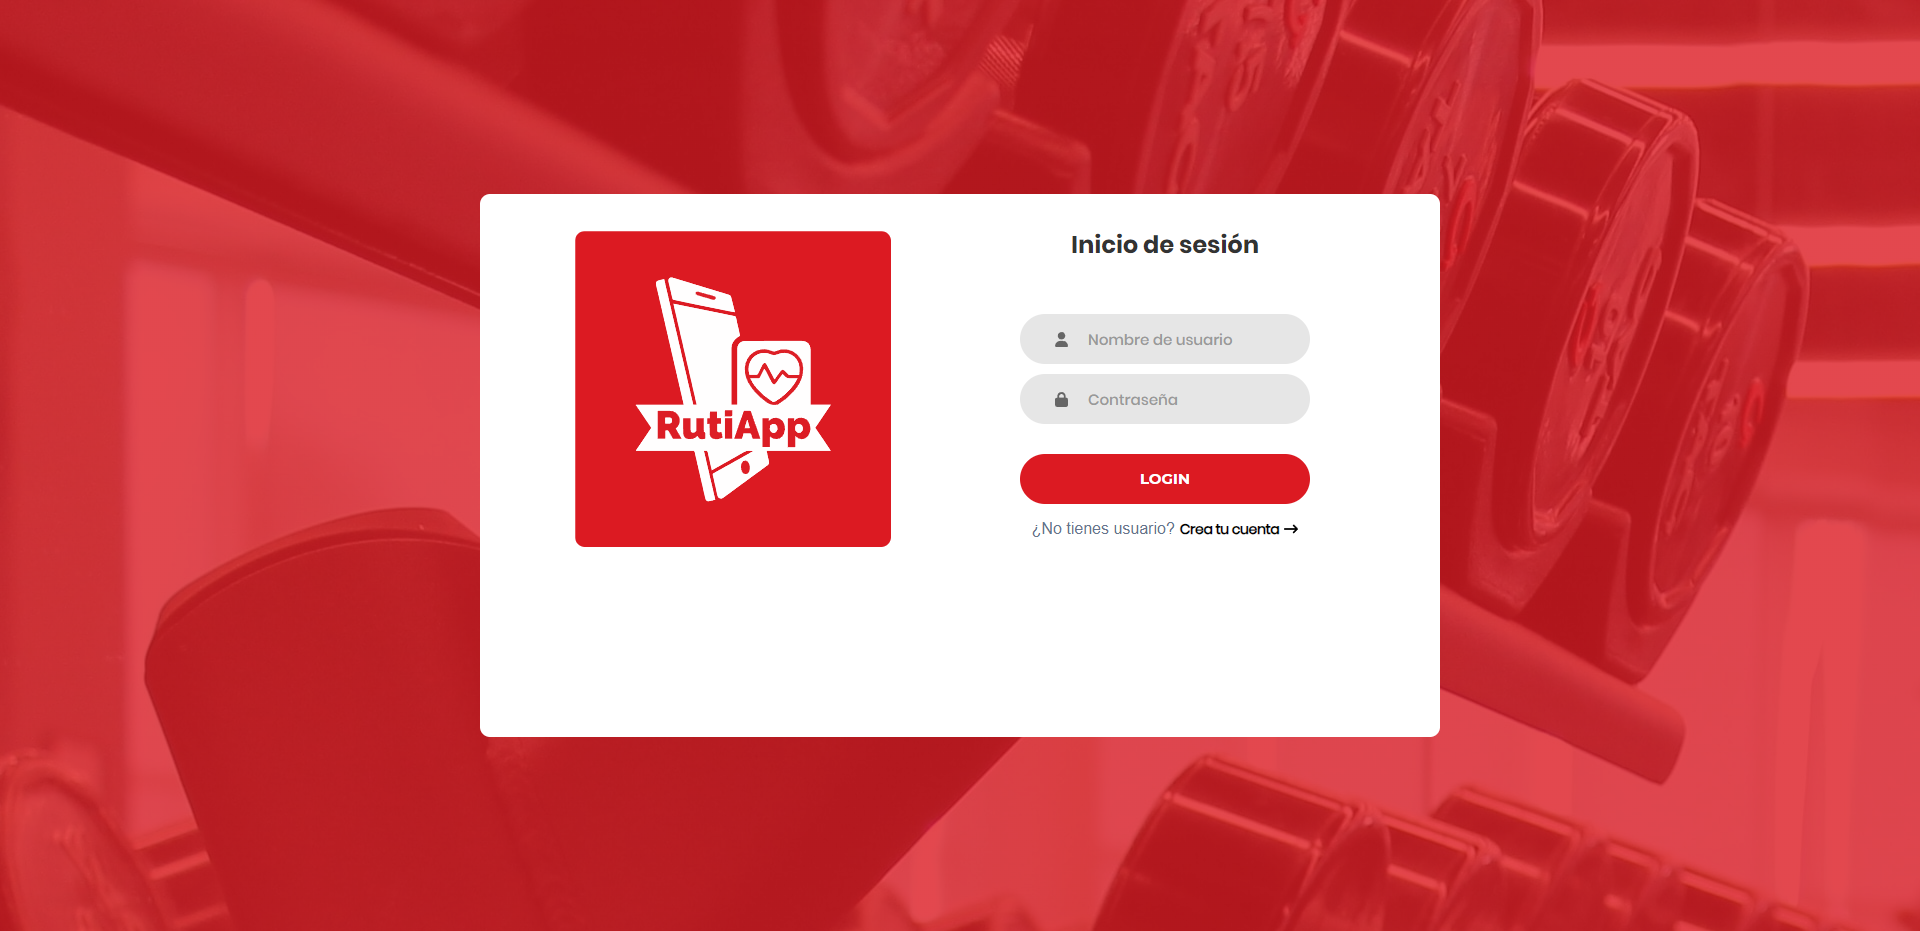 RutiApp
Inicio de sesión
Nombre de usuario
Contraseña
LOGIN
¿No tienes usuario? Crea tu cuenta →